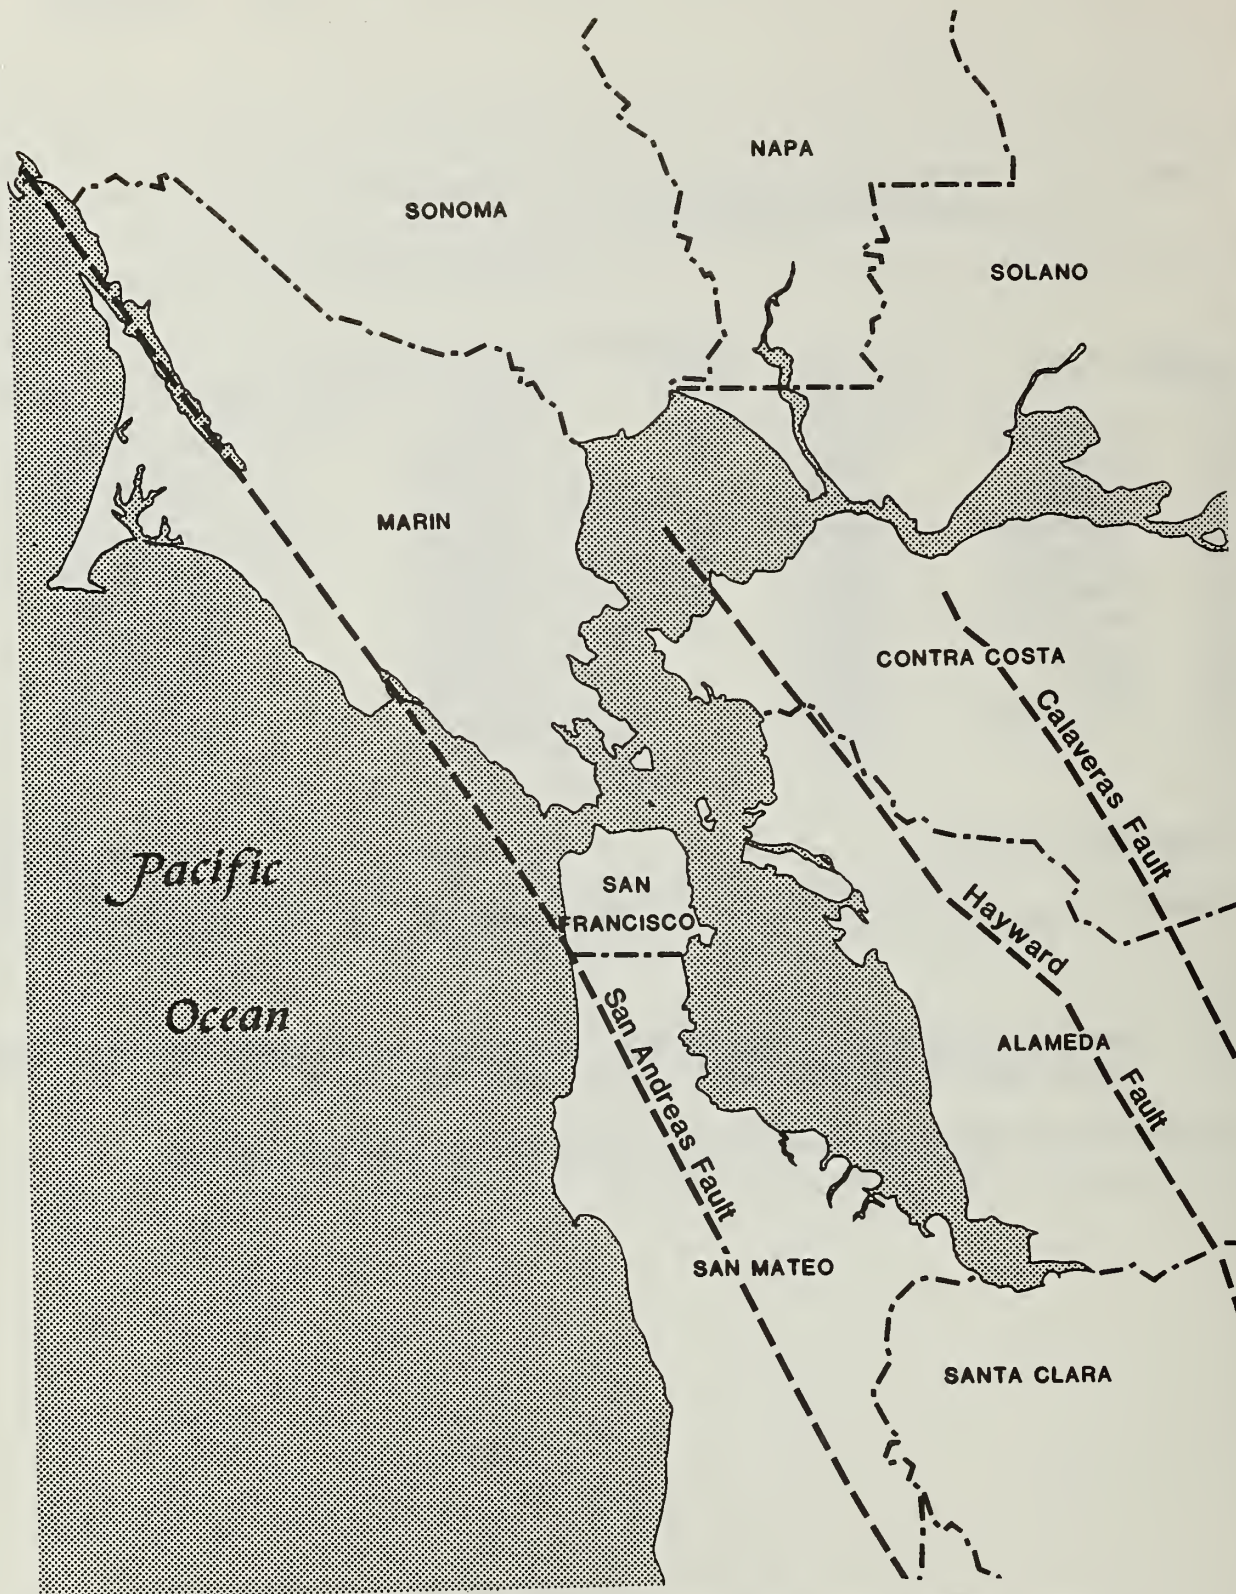 NAPA
SONOMA
SOLANO
MARIN
CONTRA COSTA
Calaveras Fault
Pacific
Ocean
SAN
FRANCISCO
Hayward
Fault
San Andreas Fault
ALAMEDA
SAN MATEO
SANTA CLARA